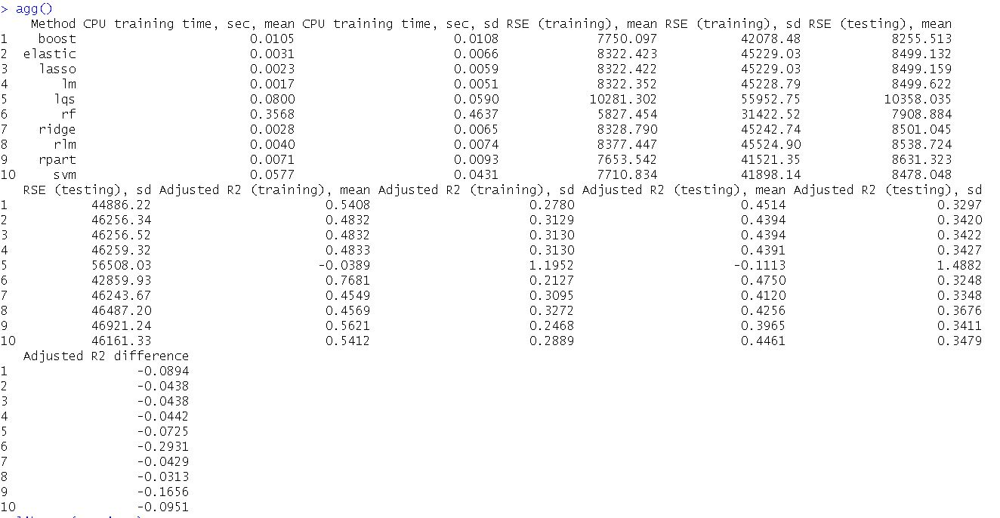 > agg()
Method CPU training time, sec, mean CPU training time, sec, sd RSE (training), mean RSE (training), sd RSE (testing), mean
1 boost 0.0105 0.0108 7750.097 42078.48 8255.513
2 elastic 0.0031 0.0066 8322.423 45229.03 8499.132
3 lasso 0.0023 0.0059 8322.422 45229.03 8499.159
4 lm 0.0017 0.0051 8322.352 45228.79 8499.622
5 lqs 0.0800 0.0590 10281.302 55952.75 10358.035
6 rf 0.3568 0.4637 5827.454 31422.52 7908.884
7 ridge 0.0028 0.0065 8328.790 45242.74 8501.045
8 rlm 0.0040 0.0074 8377.447 45524.90 8538.724
9 rpart 0.0071 0.0093 7653.542 41521.35 8631.323
10 svm 0.0577 0.0431 7710.834 41898.14 8478.048
RSE (testing), sd Adjusted R2 (training), mean Adjusted R2 (training), sd Adjusted R2 (testing), mean Adjusted R2 (testing), sd
1 44886.22 0.5408 0.2780 0.4514 0.3297
2 46256.34 0.4832 0.3129 0.4394 0.3420
3 46256.52 0.4832 0.3130 0.4394 0.3422
4 46259.32 0.4833 0.3130 0.4391 0.3427
5 56508.03 -0.0389 1.1952 -0.1113 1.4882
6 42859.93 0.7681 0.2127 0.4750 0.3248
7 46243.67 0.4549 0.3095 0.4120 0.3348
8 46487.20 0.4569 0.3272 0.4256 0.3676
9 46921.24 0.5621 0.2468 0.3965 0.3411
10 46161.33 0.5412 0.2889 0.4461 0.3479
Adjusted R2 difference
1 -0.0894
2 -0.0438
3 -0.0438
4 -0.0442
5 -0.0725
6 -0.2931
7 -0.0429
8 -0.0313
9 -0.1656
10 -0.0951